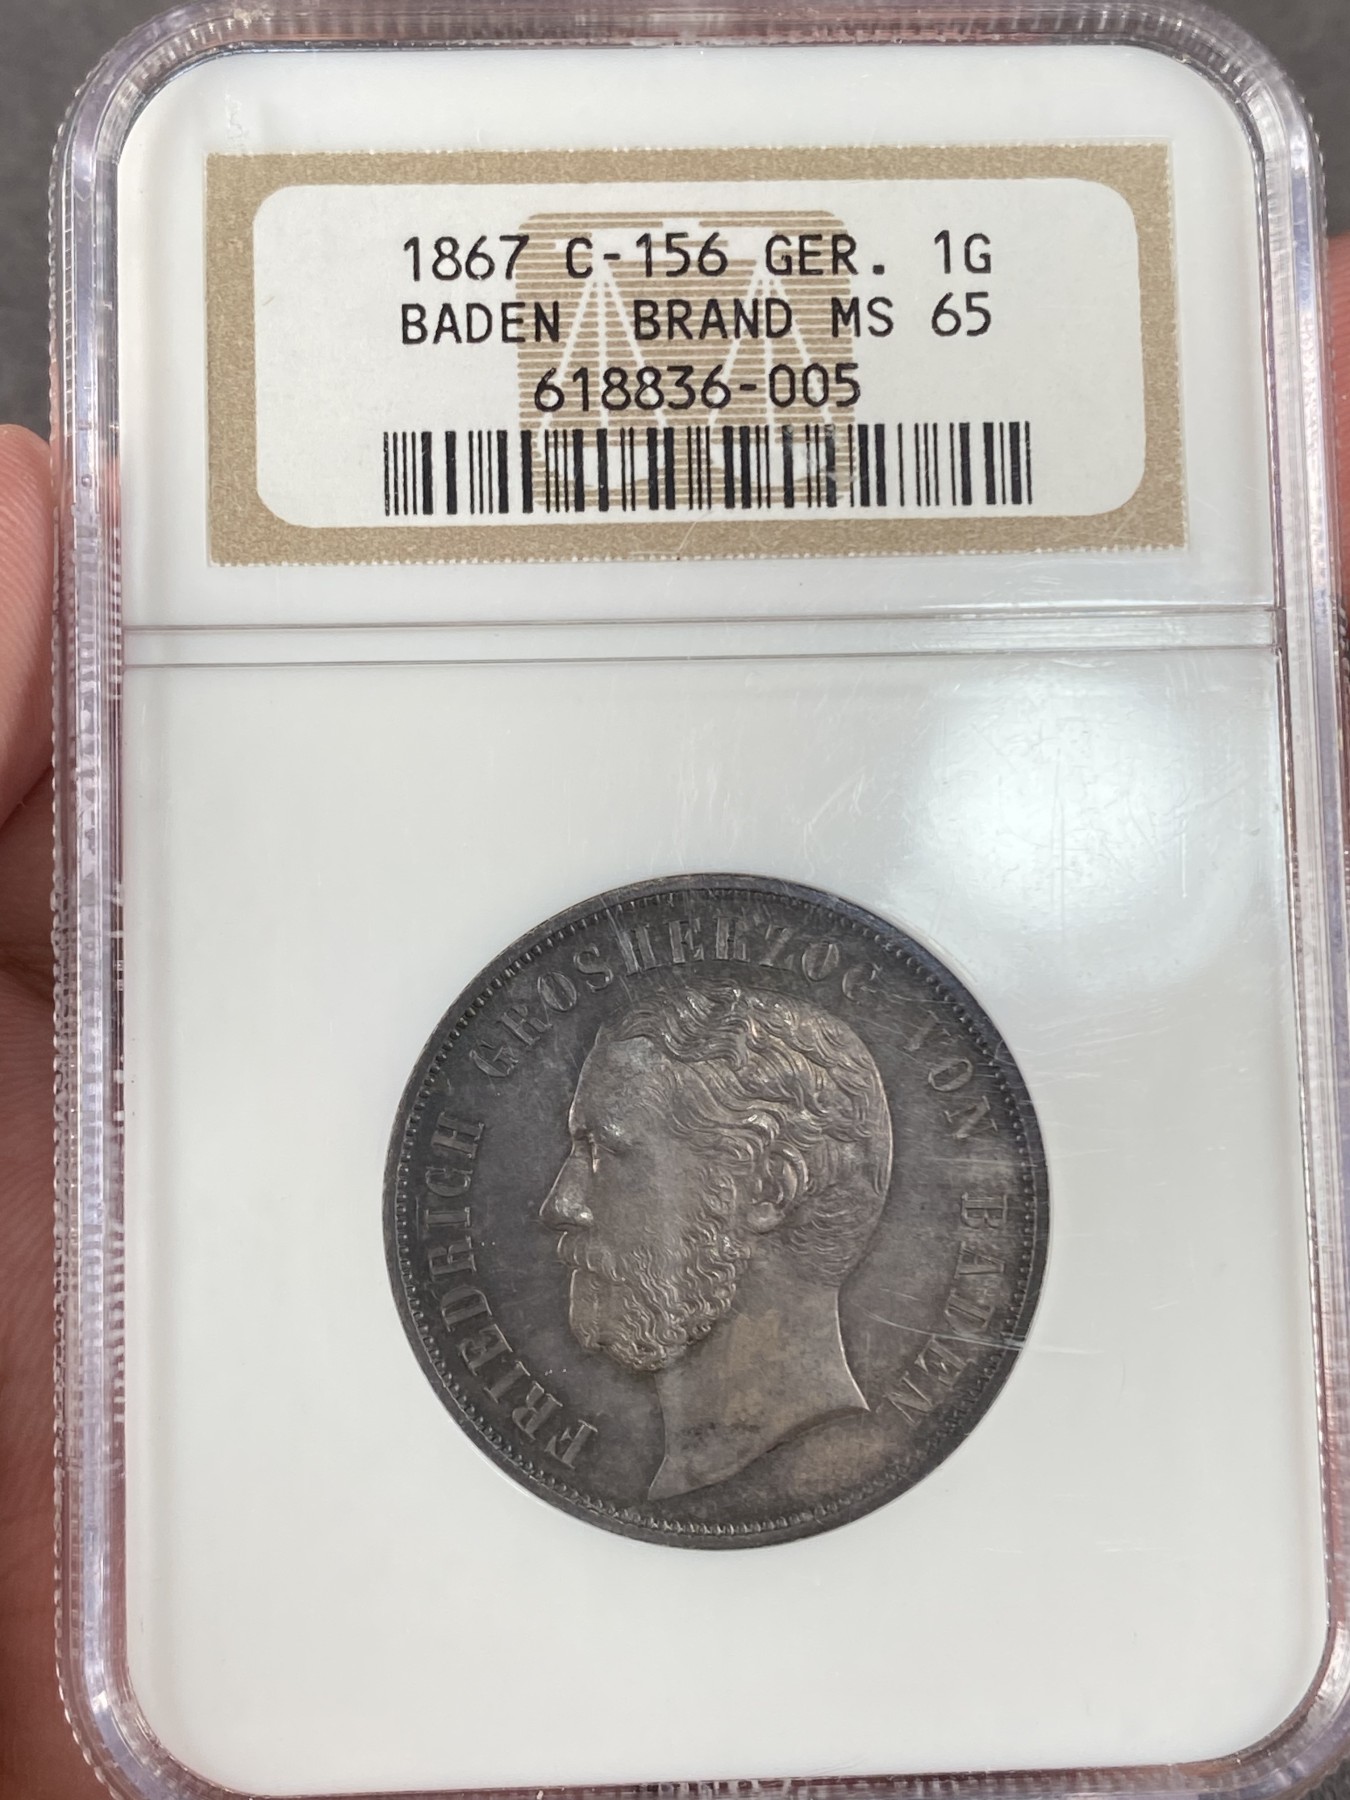 1867 C-156 GER. 1G
BADEN BRAND MS 65
618836-005
FRIEDRICH GROSHERZOG VON BADEN